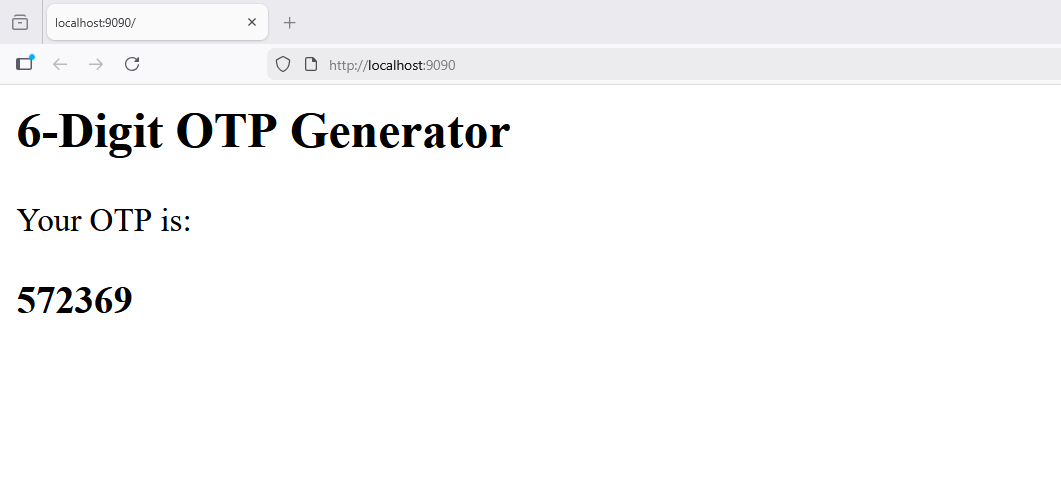 localhost:9090/
http://localhost:9090
6-Digit OTP Generator
Your OTP is:
572369